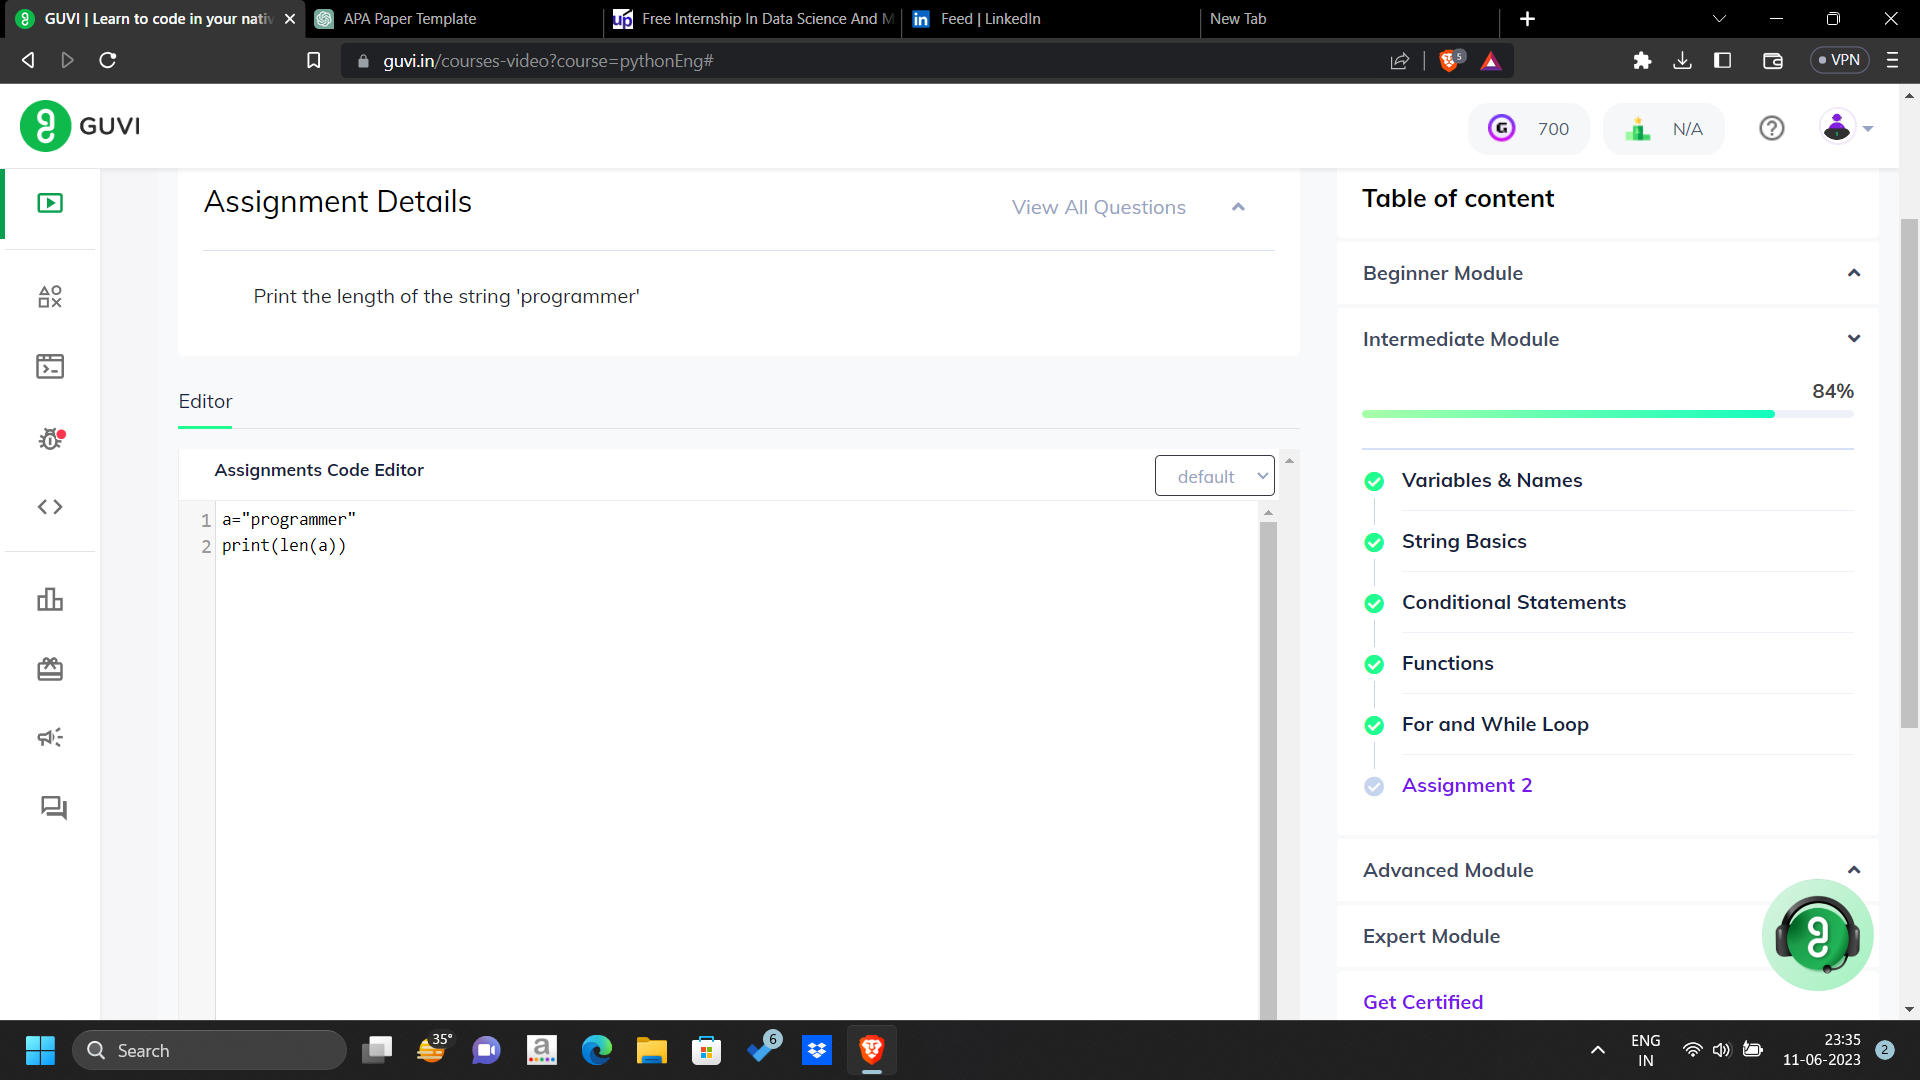 GUVI | Learn to code in your nativ
APA Paper Template
up Free Internship In Data Science And M
in Feed | LinkedIn
New Tab
guvi.in/courses-video?course=pythonEng#
5
VPN
GUVI
G 700
N/A
Assignment Details
View All Questions
Print the length of the string 'programmer'
Editor
Assignments Code Editor
default
1 a="programmer"
2 print(len(a))
Table of content
Beginner Module
Intermediate Module
84%
Variables & Names
String Basics
Conditional Statements
Functions
For and While Loop
Assignment 2
Advanced Module
Expert Module
Get Certified
Search
35°
a
6
ENG
IN
23:35
11-06-2023
2